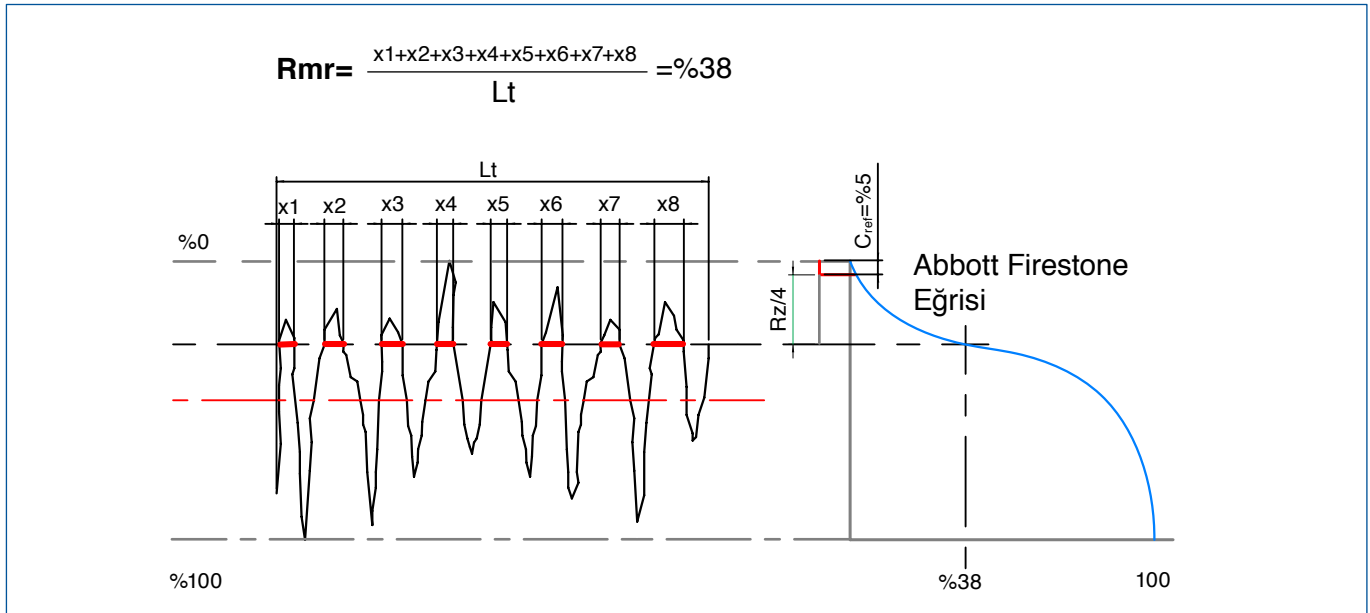 x1+x2+x3+x4+x5+x6+x7+x8
Rmr= =%38
Lt
Lt
x1 x2 x3 x4 x5 x6 x7 x8
Cref=%5
%0
Abbott Firestone
Eğrisi
Rz/4
%100
%38
100